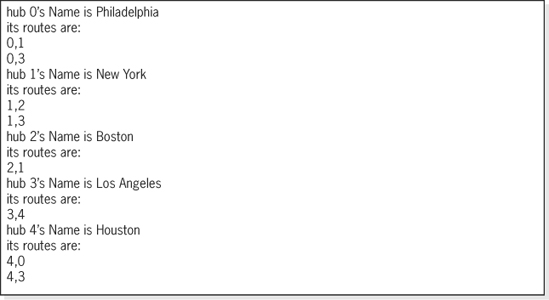 hub 0's Name is Philadelphia
its routes are:
0,1
0,3
hub 1's Name is New York
its routes are:
1,2
1,3
hub 2's Name is Boston
its routes are:
2,1
hub 3's Name is Los Angeles
its routes are:
3,4
hub 4's Name is Houston
its routes are:
4,0
4,3